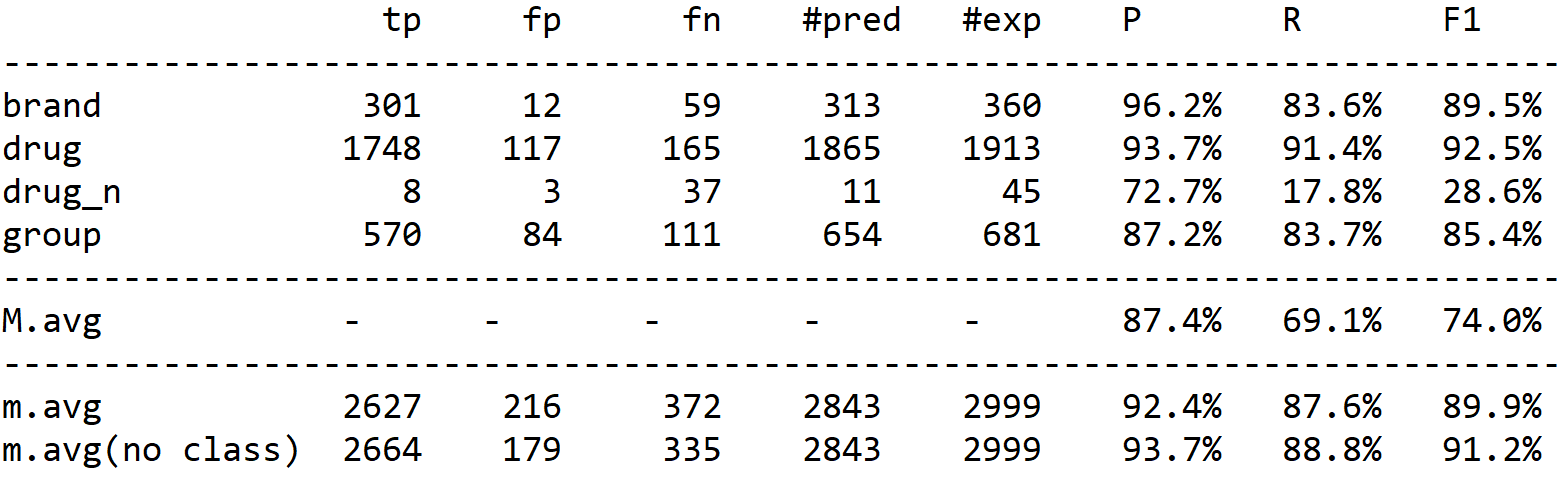 tp fp fn #pred #exp P R F1
------------------------------------------------------------------------------
brand 301 12 59 313 360 96.2% 83.6% 89.5%
drug 1748 117 165 1865 1913 93.7% 91.4% 92.5%
drug_n 8 3 37 11 45 72.7% 17.8% 28.6%
group 570 84 111 654 681 87.2% 83.7% 85.4%
------------------------------------------------------------------------------
M.avg - - - - - 87.4% 69.1% 74.0%
------------------------------------------------------------------------------
m.avg 2627 216 372 2843 2999 92.4% 87.6% 89.9%
m.avg(no class) 2664 179 335 2843 2999 93.7% 88.8% 91.2%